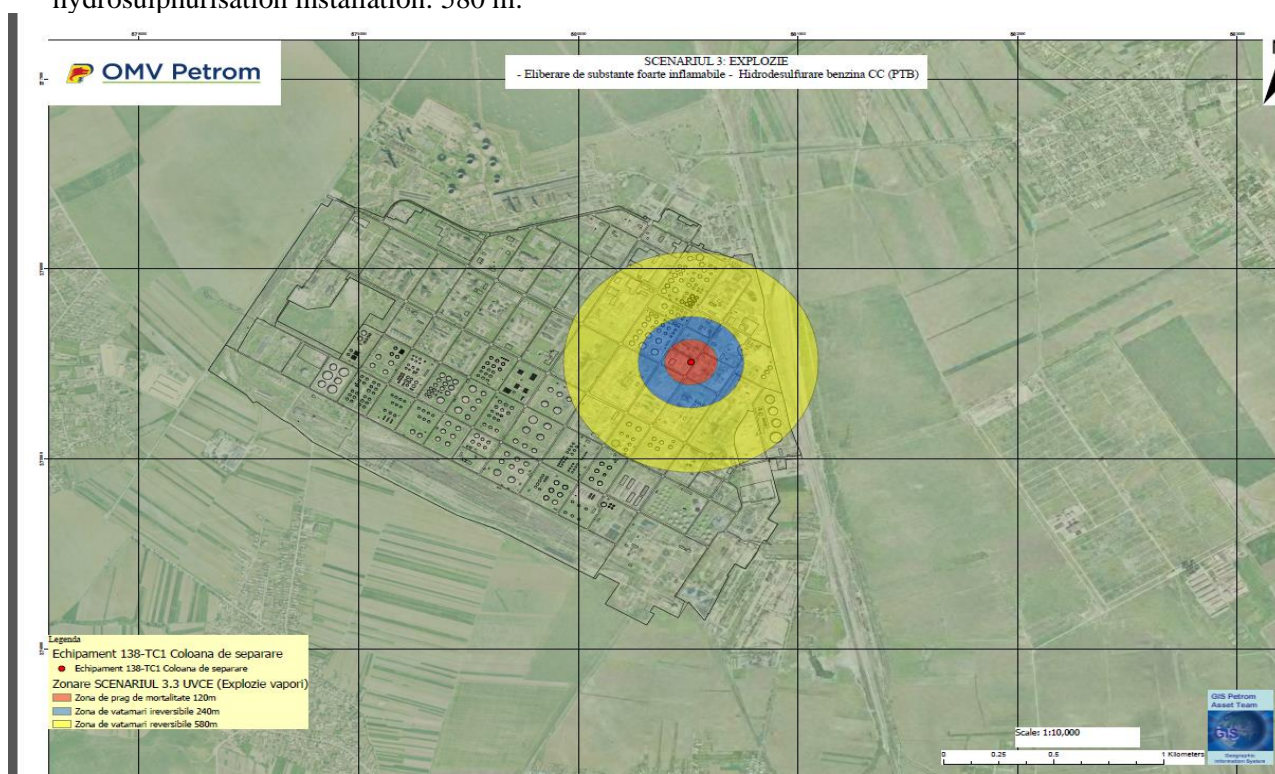 hydrosulphurisation installation: 580 m.
OMV Petrom
SCENARIUL 3: EXPLOZIE
- Eliberare de substante foarte inflamabile - Hidrodesulfurare benzina CC (PTB)
Legenda
Echipament 138-TC1 Coloana de separare
Echipament 138-TC1 Coloana de separare
Zonare SCENARIUL 3.3 UVCE (Explozie vapori)
Zona de prag de mortalitate 120m
Zona de vatamari ireversibile 240m
Zona de vatamari reversibile 580m
Scale: 1:10,000
0 0.25 0.5 1 Kilometers
GIS Petrom
Asset Team
GIS
Geographic
Information System